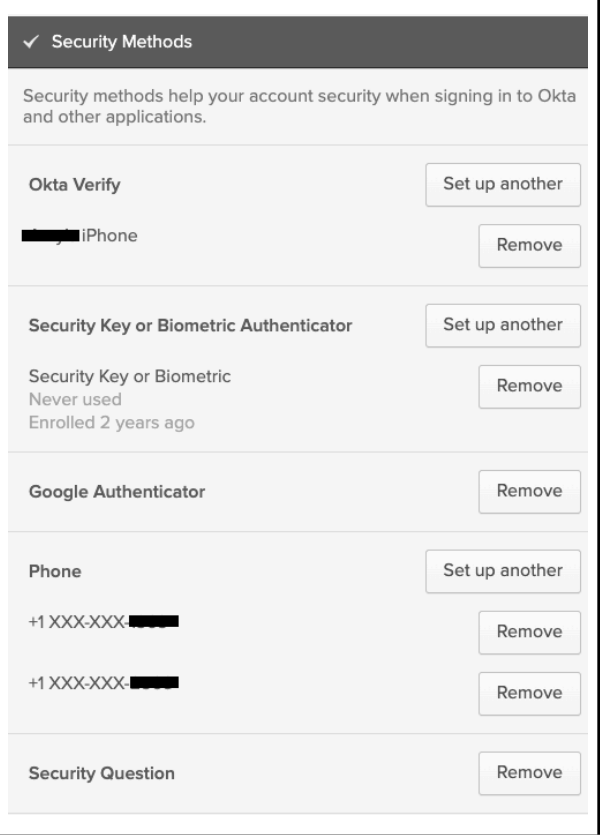 Security Methods
Security methods help your account security when signing in to Okta
and other applications.
Okta Verify
Set up another
iPhone
Remove
Security Key or Biometric Authenticator
Set up another
Security Key or Biometric
Remove
Never used
Enrolled 2 years ago
Google Authenticator
Remove
Phone
Set up another
+1 XXX-XXX-
Remove
+1 XXX-XXX-
Remove
Security Question
Remove